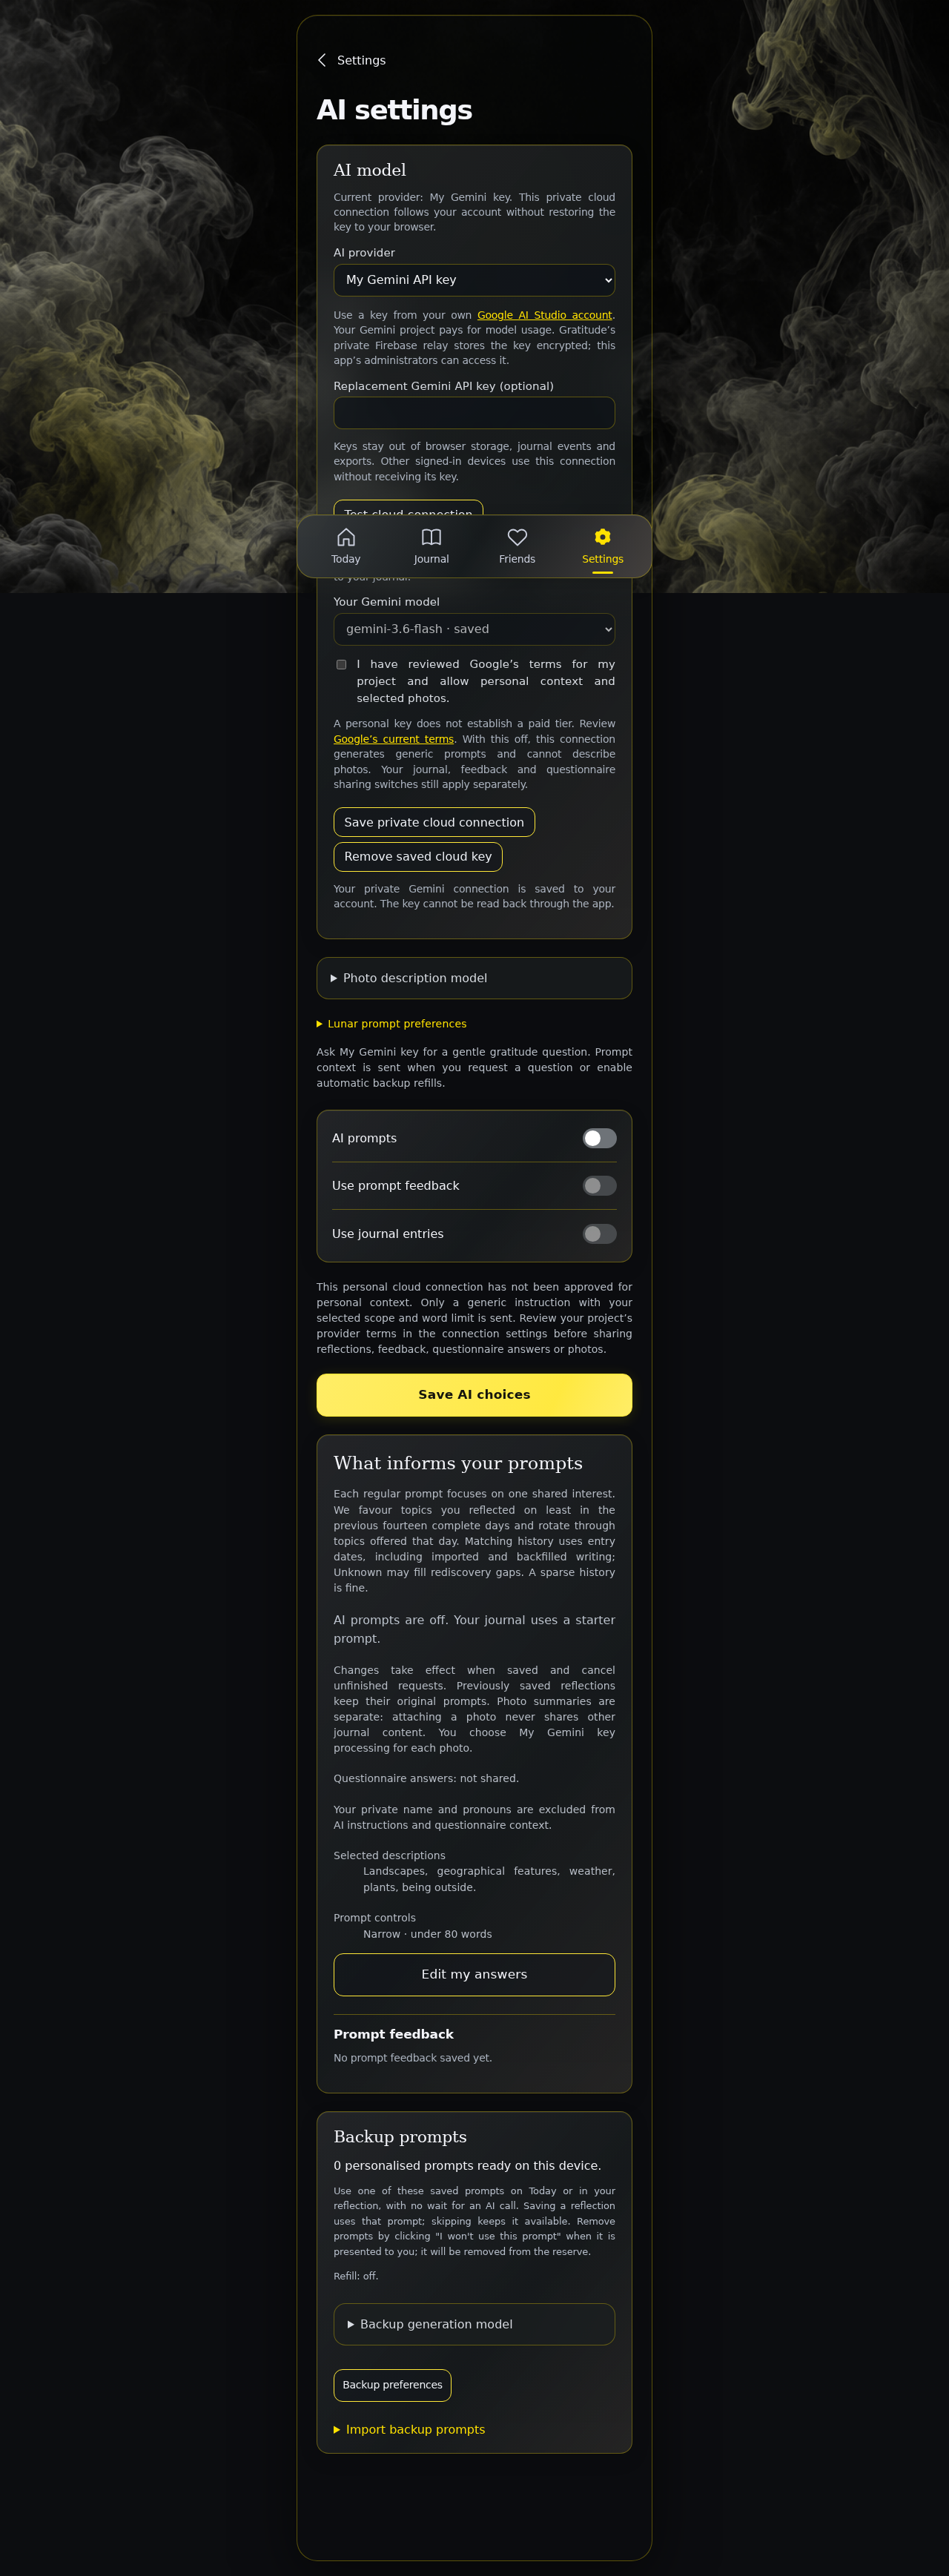 Settings
AI settings
AI model
Current provider: My Gemini key. This private cloud
connection follows your account without restoring the
key to your browser.
AI provider
My Gemini API key
Use a key from your own Google AI Studio account.
Your Gemini project pays for model usage. Gratitude’s
private Firebase relay stores the key encrypted; this
app’s administrators can access it.
Replacement Gemini API key (optional)
Keys stay out of browser storage, journal events and
exports. Other signed-in devices use this connection
without receiving its key.
Test cloud connection
Today
Journal
Friends
Settings
to your journal.
Your Gemini model
gemini-3.6-flash · saved
I have reviewed Google’s terms for my
project and allow personal context and
selected photos.
A personal key does not establish a paid tier. Review
Google’s current terms. With this off, this connection
generates generic prompts and cannot describe
photos. Your journal, feedback and questionnaire
sharing switches still apply separately.
Save private cloud connection
Remove saved cloud key
Your private Gemini connection is saved to your
account. The key cannot be read back through the app.
Photo description model
Lunar prompt preferences
Ask My Gemini key for a gentle gratitude question. Prompt
context is sent when you request a question or enable
automatic backup refills.
AI prompts
Use prompt feedback
Use journal entries
This personal cloud connection has not been approved for
personal context. Only a generic instruction with your
selected scope and word limit is sent. Review your project’s
provider terms in the connection settings before sharing
reflections, feedback, questionnaire answers or photos.
Save AI choices
What informs your prompts
Each regular prompt focuses on one shared interest.
We favour topics you reflected on least in the
previous fourteen complete days and rotate through
topics offered that day. Matching history uses entry
dates, including imported and backfilled writing;
Unknown may fill rediscovery gaps. A sparse history
is fine.
AI prompts are off. Your journal uses a starter
prompt.
Changes take effect when saved and cancel
unfinished requests. Previously saved reflections
keep their original prompts. Photo summaries are
separate: attaching a photo never shares other
journal content. You choose My Gemini key
processing for each photo.
Questionnaire answers: not shared.
Your private name and pronouns are excluded from
AI instructions and questionnaire context.
Selected descriptions
Landscapes, geographical features, weather,
plants, being outside.
Prompt controls
Narrow · under 80 words
Edit my answers
Prompt feedback
No prompt feedback saved yet.
Backup prompts
0 personalised prompts ready on this device.
Use one of these saved prompts on Today or in your
reflection, with no wait for an AI call. Saving a reflection
uses that prompt; skipping keeps it available. Remove
prompts by clicking "I won't use this prompt" when it is
presented to you; it will be removed from the reserve.
Refill: off.
Backup generation model
Backup preferences
Import backup prompts